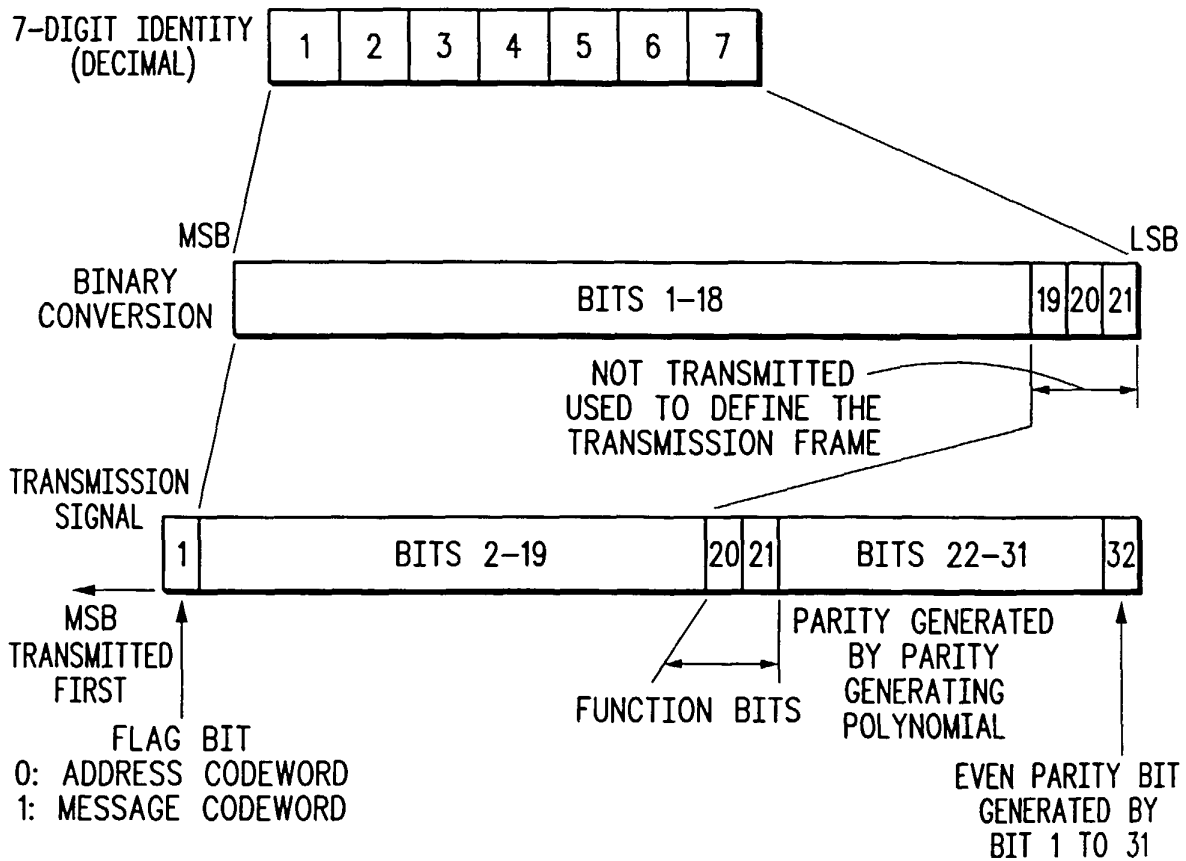 7-DIGIT IDENTITY
(DECIMAL)
1 2 3 4 5 6 7
MSB
LSB
BINARY
CONVERSION
BITS 1-18
19 20 21
NOT TRANSMITTED
USED TO DEFINE THE
TRANSMISSION FRAME
TRANSMISSION
SIGNAL
1
BITS 2-19
20 21
BITS 22-31
32
MSB
TRANSMITTED
FIRST
FLAG BIT
0: ADDRESS CODEWORD
1: MESSAGE CODEWORD
FUNCTION BITS
PARITY GENERATED
BY PARITY
GENERATING
POLYNOMIAL
EVEN PARITY BIT
GENERATED BY
BIT 1 TO 31